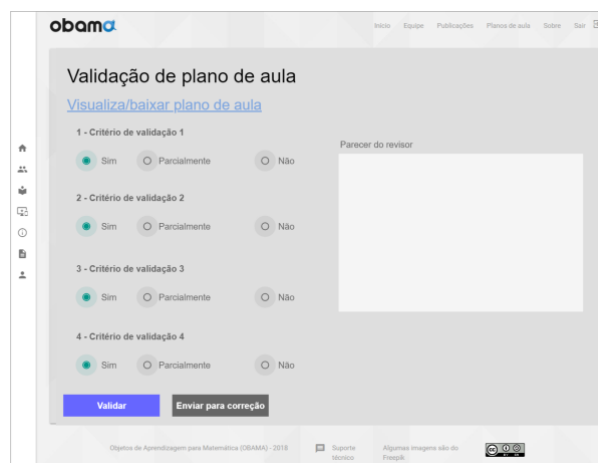 obama
Início Equipe Publicações Planos de aula Sobre Sair
Validação de plano de aula
Visualiza/baixar plano de aula
1 - Critério de validação 1
Sim Parcialmente Não
2 - Critério de validação 2
Sim Parcialmente Não
3 - Critério de validação 3
Sim Parcialmente Não
4 - Critério de validação 4
Sim Parcialmente Não
Parecer do revisor
Validar Enviar para correção
Objetos de Aprendizagem para Matemática (OBAMA) - 2018
Suporte
técnico
Algumas imagens são do
Freepik